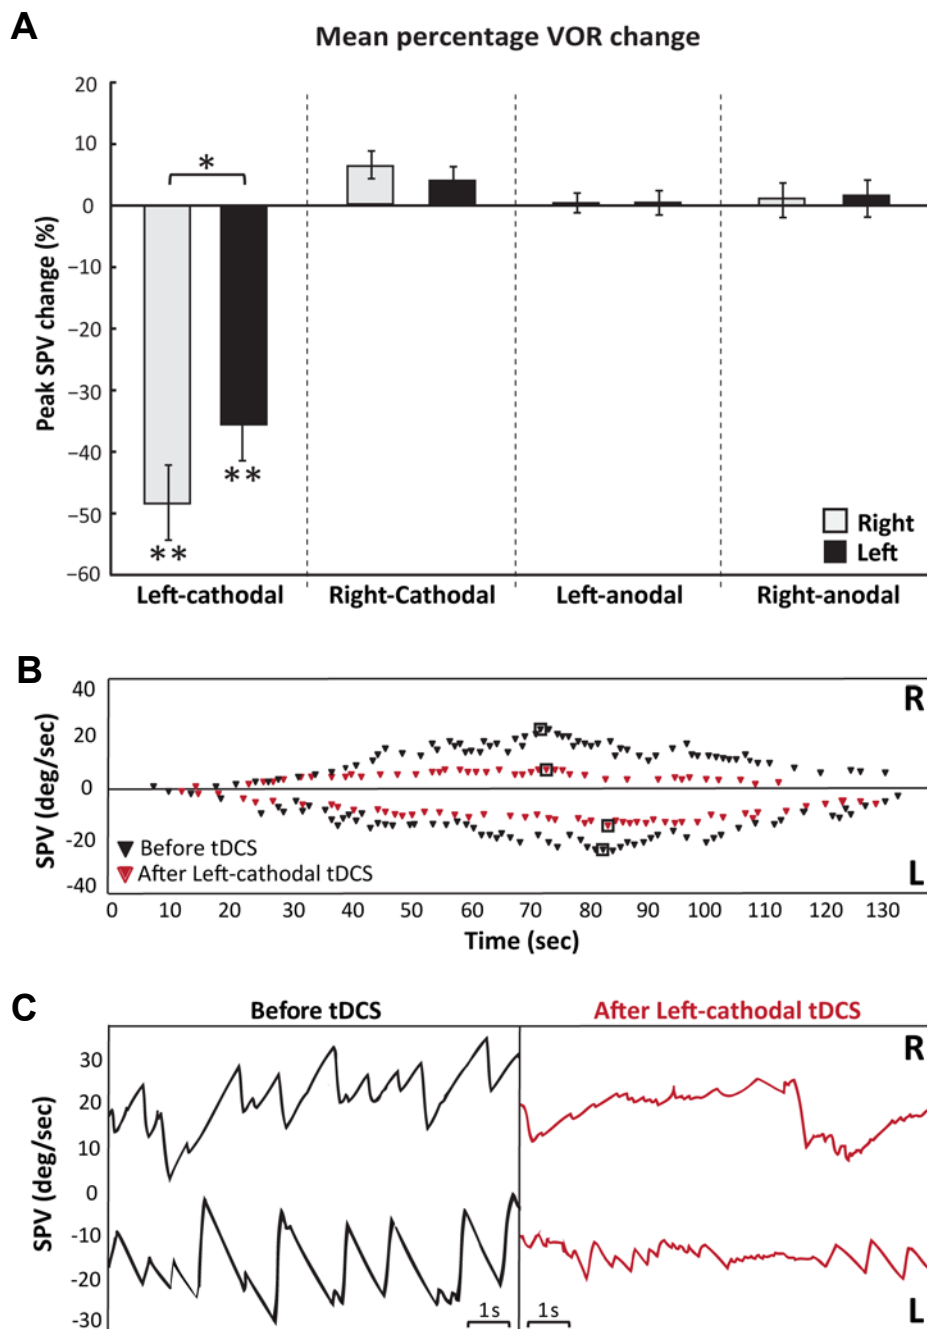 A
Mean percentage VOR change
Peak SPV change (%)
20
10
0
−10
−20
−30
−40
−50
−60
*
**
**
Right
Left
Left-cathodal Right-Cathodal Left-anodal Right-anodal
B
SPV (deg/sec)
40
20
0
-20
-40
R
Before tDCS
After Left-cathodal tDCS
L
0 10 20 30 40 50 60 70 80 90 100 110 120 130
Time (sec)
C
Before tDCS After Left-cathodal tDCS
SPV (deg/sec)
R
30
20
10
0
-10
-20
-30
1s 1s
L